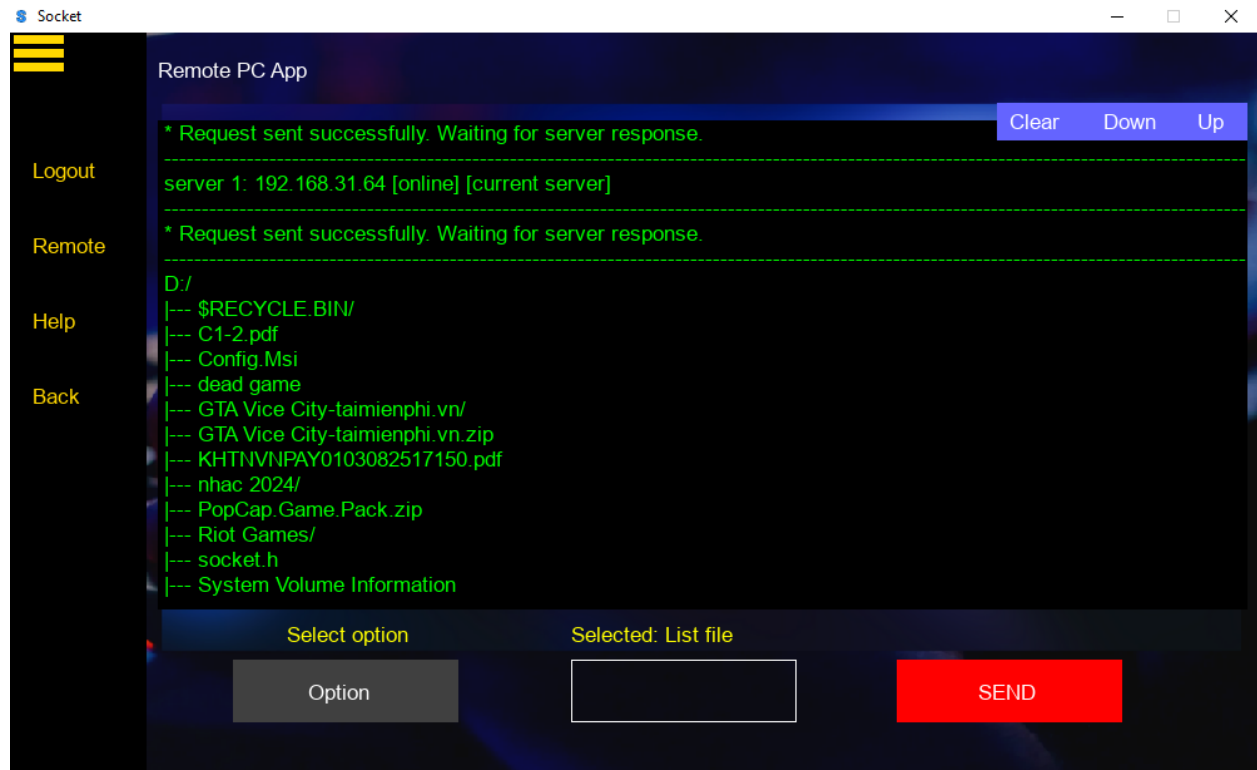 Socket
Remote PC App
Clear Down Up
* Request sent successfully. Waiting for server response.
server 1: 192.168.31.64 [online] [current server]
* Request sent successfully. Waiting for server response.
D:/
|--- $RECYCLE.BIN/
|--- C1-2.pdf
|--- Config.Msi
|--- dead game
|--- GTA Vice City-taimienphi.vn/
|--- GTA Vice City-taimienphi.vn.zip
|--- KHTNVNPAY0103082517150.pdf
|--- nhac 2024/
|--- PopCap.Game.Pack.zip
|--- Riot Games/
|--- socket.h
|--- System Volume Information
Logout
Remote
Help
Back
Select option
Selected: List file
Option
SEND